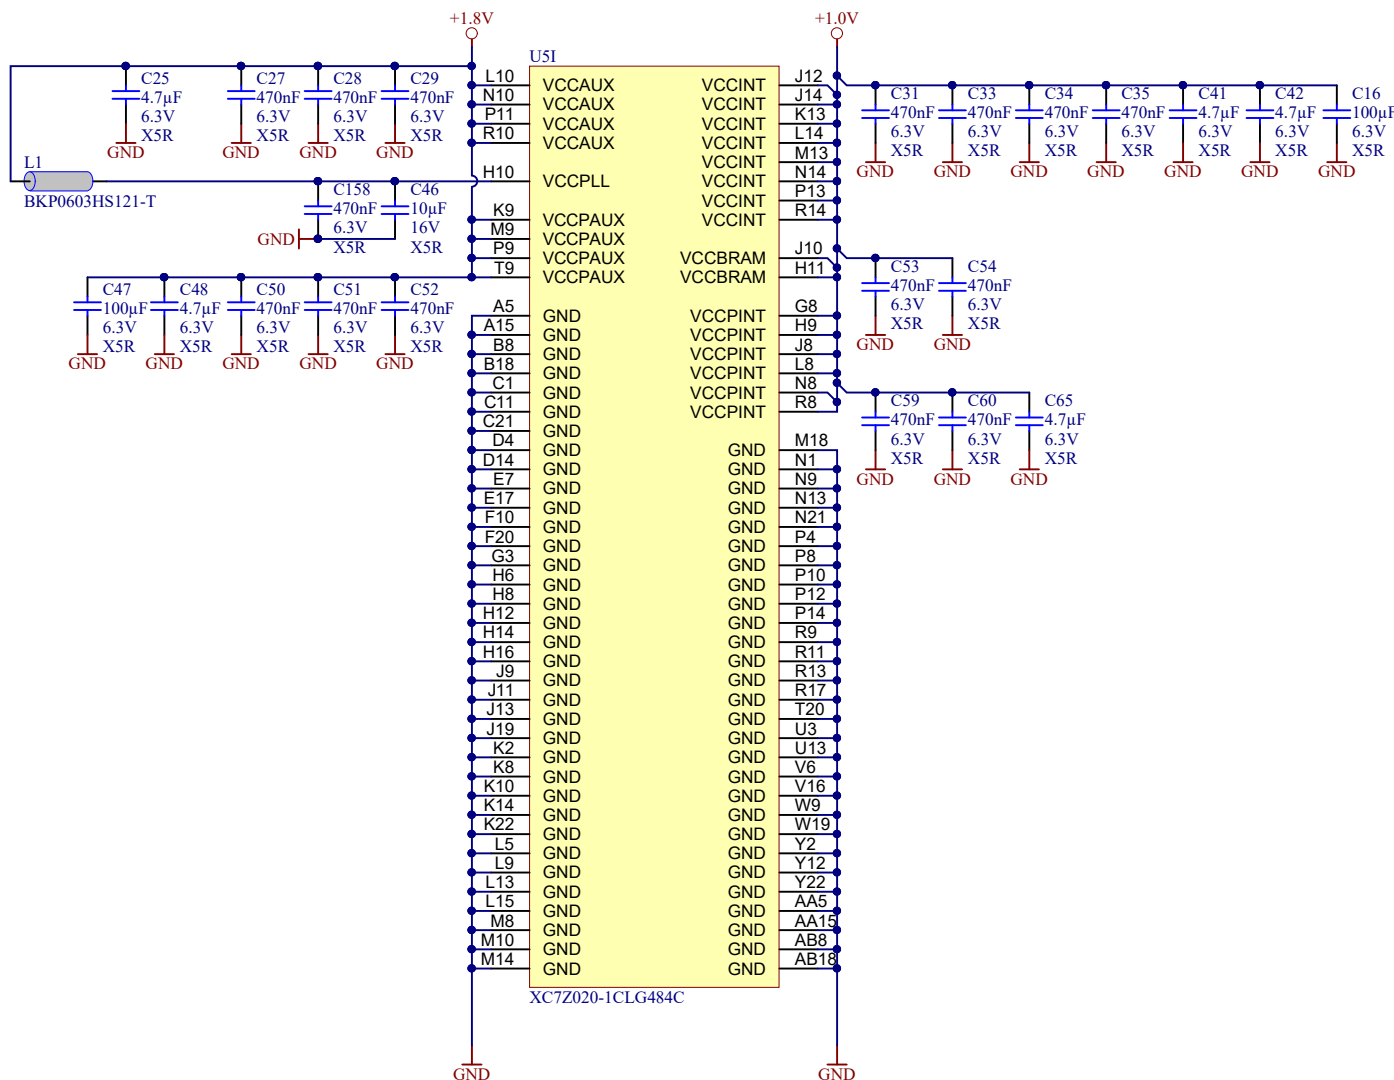 +1.8V
+1.0V
U5I
C25
4.7µF
6.3V
X5R
GND
C27
470nF
6.3V
X5R
GND
C28
470nF
6.3V
X5R
GND
C29
470nF
6.3V
X5R
GND
L1
BKP0603HS121-T
C158
470nF
6.3V
X5R
C46
10µF
16V
X5R
GND
C47
100µF
6.3V
X5R
GND
C48
4.7µF
6.3V
X5R
GND
C50
470nF
6.3V
X5R
GND
C51
470nF
6.3V
X5R
GND
C52
470nF
6.3V
X5R
GND
L10 VCCAUX
N10 VCCAUX
P11 VCCAUX
R10 VCCAUX
H10 VCCPLL
K9 VCCPAUX
M9 VCCPAUX
P9 VCCPAUX
T9 VCCPAUX
A5 GND
A15 GND
B8 GND
B18 GND
C1 GND
C11 GND
C21 GND
D4 GND
D14 GND
E7 GND
E17 GND
F10 GND
F20 GND
G3 GND
H6 GND
H8 GND
H12 GND
H14 GND
H16 GND
J9 GND
J11 GND
J13 GND
J19 GND
K2 GND
K8 GND
K10 GND
K14 GND
K22 GND
L5 GND
L9 GND
L13 GND
L15 GND
M8 GND
M10 GND
M14 GND
VCCINT J12
VCCINT J14
VCCINT K13
VCCINT L14
VCCINT M13
VCCINT N14
VCCINT P13
VCCINT R14
VCCBRAM J10
VCCBRAM H11
VCCPINT G8
VCCPINT H9
VCCPINT J8
VCCPINT L8
VCCPINT N8
VCCPINT R8
GND M18
GND N1
GND N9
GND N13
GND N21
GND P4
GND P8
GND P10
GND P12
GND P14
GND R9
GND R11
GND R13
GND R17
GND T20
GND U3
GND U13
GND V6
GND V16
GND W9
GND W19
GND Y2
GND Y12
GND Y22
GND AA5
GND AA15
GND AB8
GND AB18
C31
470nF
6.3V
X5R
GND
C33
470nF
6.3V
X5R
GND
C34
470nF
6.3V
X5R
GND
C35
470nF
6.3V
X5R
GND
C41
4.7µF
6.3V
X5R
GND
C42
4.7µF
6.3V
X5R
GND
C16
100µF
6.3V
X5R
GND
C53
470nF
6.3V
X5R
GND
C54
470nF
6.3V
X5R
GND
C59
470nF
6.3V
X5R
GND
C60
470nF
6.3V
X5R
GND
C65
4.7µF
6.3V
X5R
GND
XC7Z020-1CLG484C
GND
GND